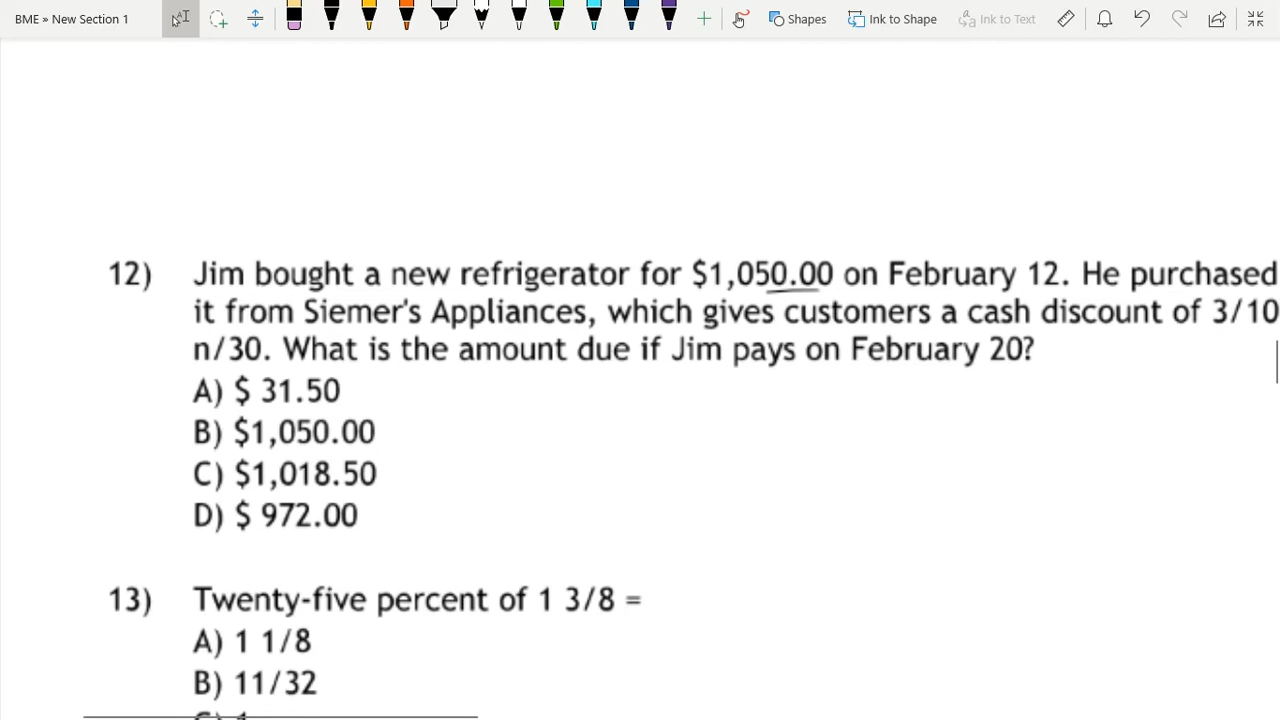 BME » New Section 1
Shapes
Ink to Shape
Ink to Text
12) Jim bought a new refrigerator for $1,050.00 on February 12. He purchased
it from Siemer's Appliances, which gives customers a cash discount of 3/10
n/30. What is the amount due if Jim pays on February 20?
A) $ 31.50
B) $1,050.00
C) $1,018.50
D) $ 972.00
13) Twenty-five percent of 1 3/8 =
A) 1 1/8
B) 11/32